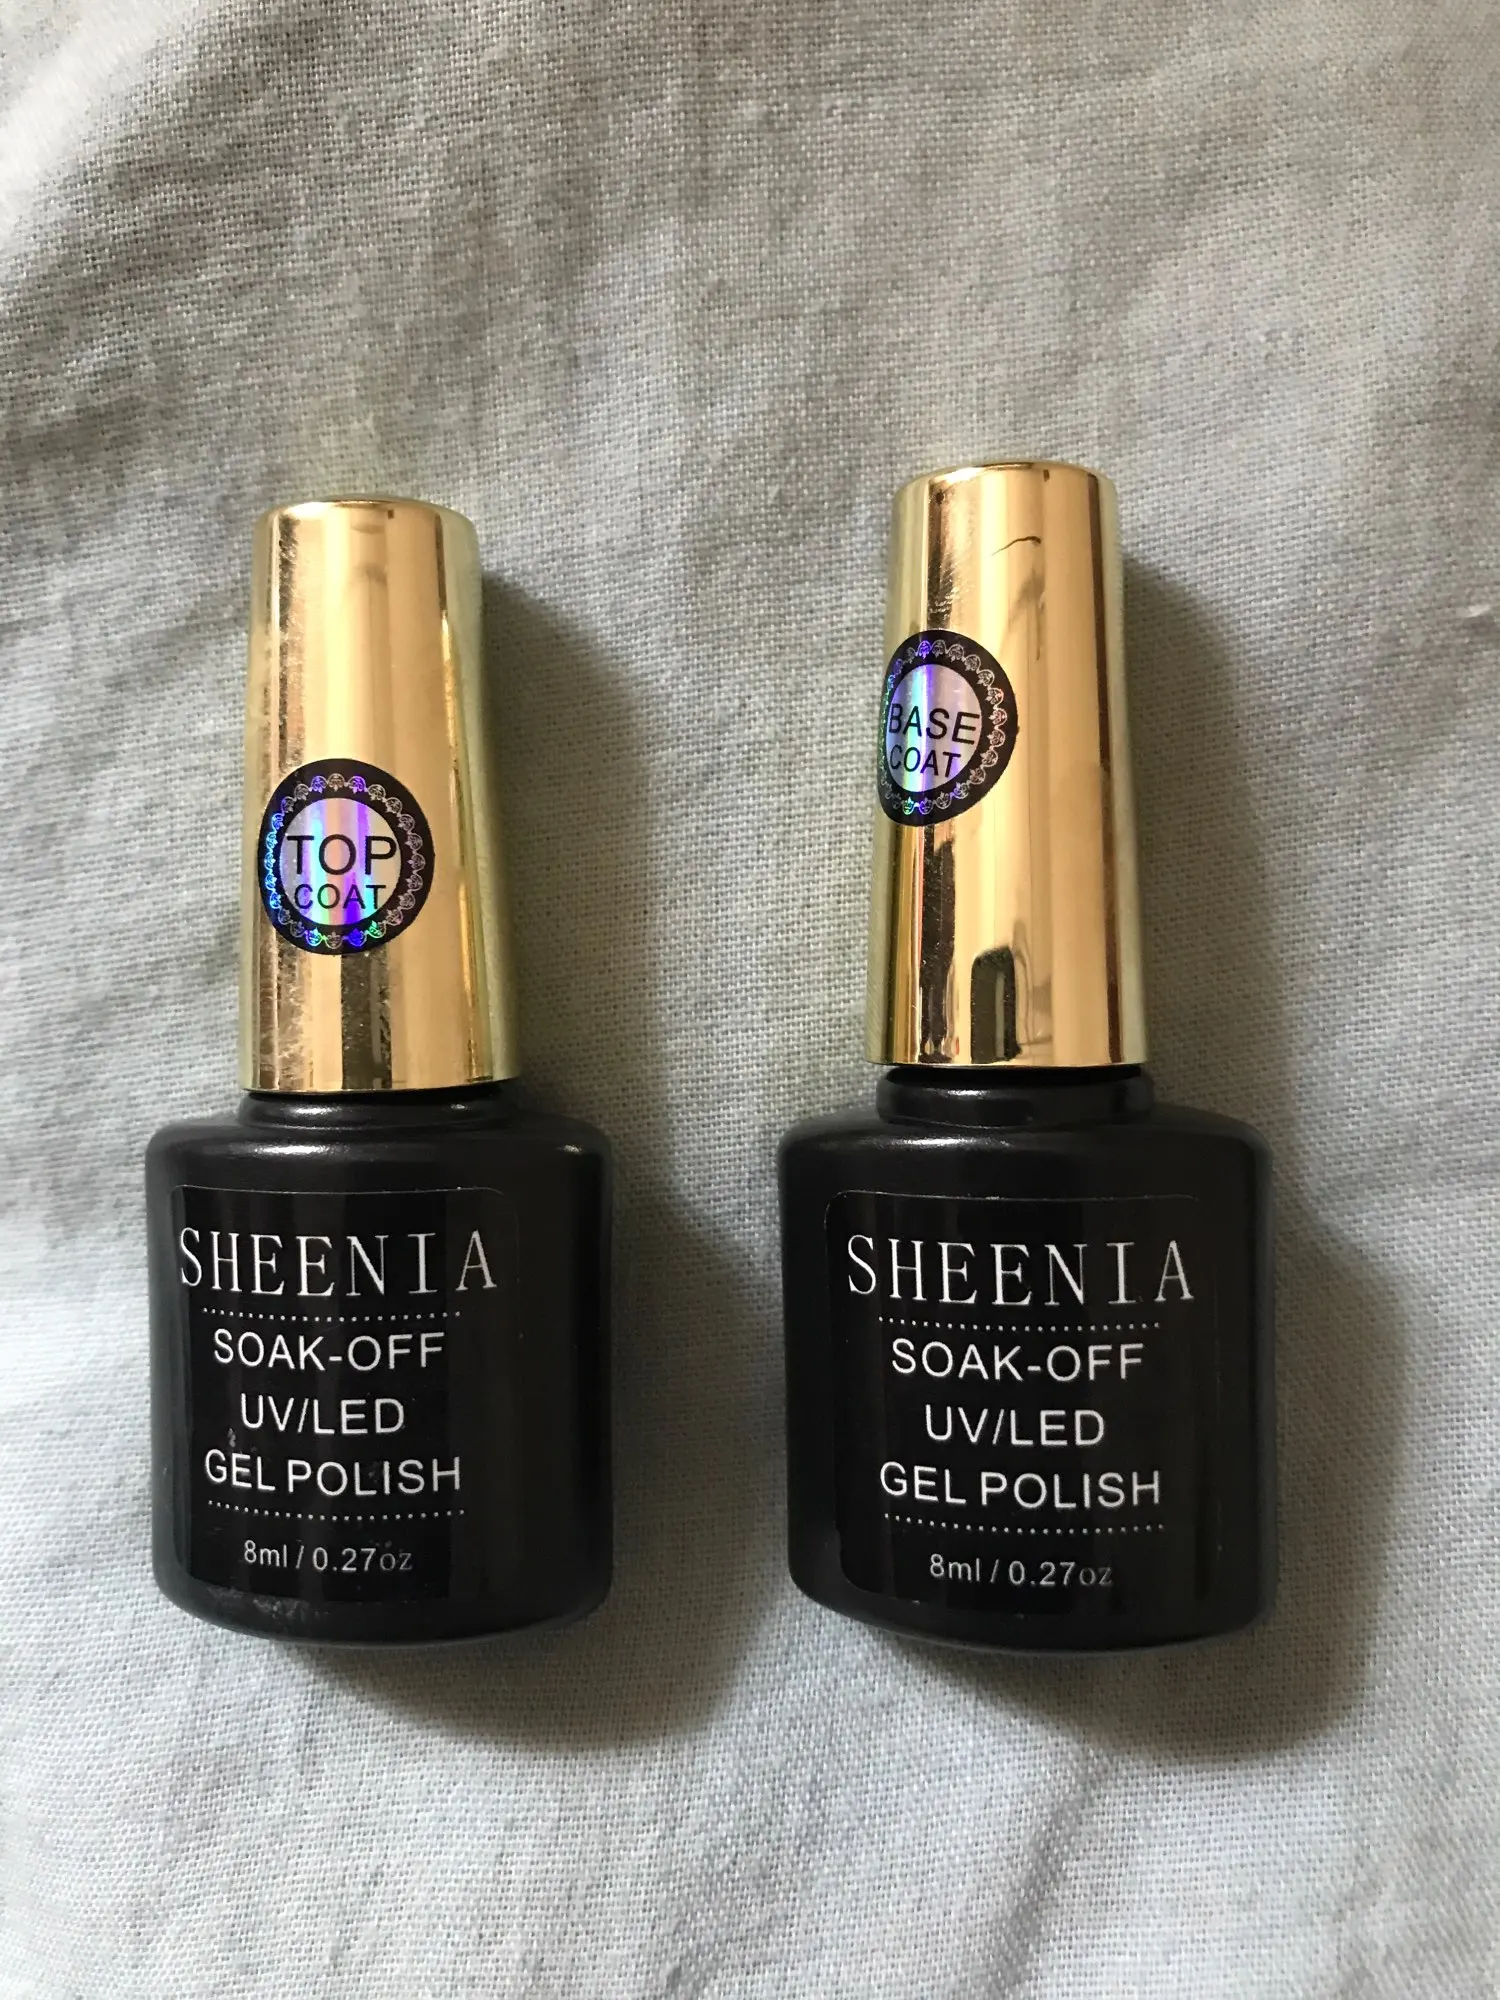 TOP
COAT
SHEENIA
SOAK-OFF
UV/LED
GEL POLISH
8ml / 0.27oz
BASE
COAT
SHEENIA
SOAK-OFF
UV/LED
GEL POLISH
8ml / 0.27oz